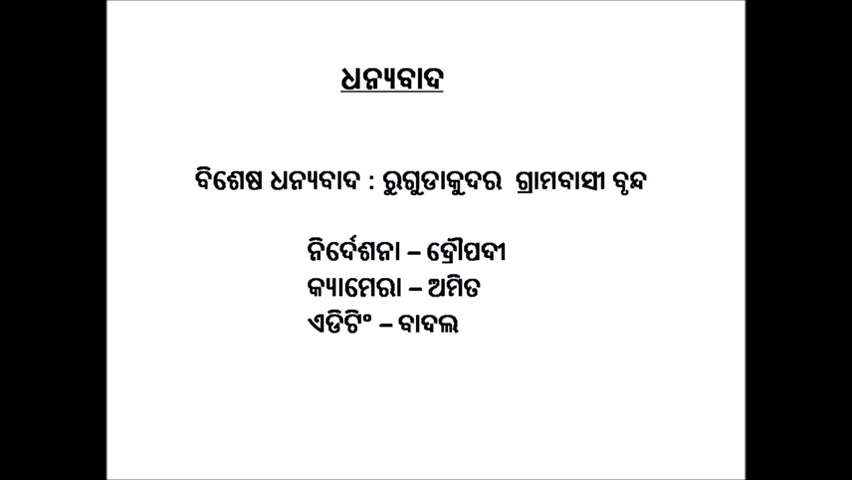 ଧନ୍ୟବାଦ
ବିଶେଷ ଧନ୍ୟବାଦ : ରୁଗୁଡାକୁଦର ଗ୍ରାମବାସୀ ବୃନ୍ଦ
ନିର୍ଦେଶନା – ଦ୍ରୌପଦୀ
କ୍ୟାମେରା – ଅମିତ
ଏଡିଟିଂ – ବାଦଲ